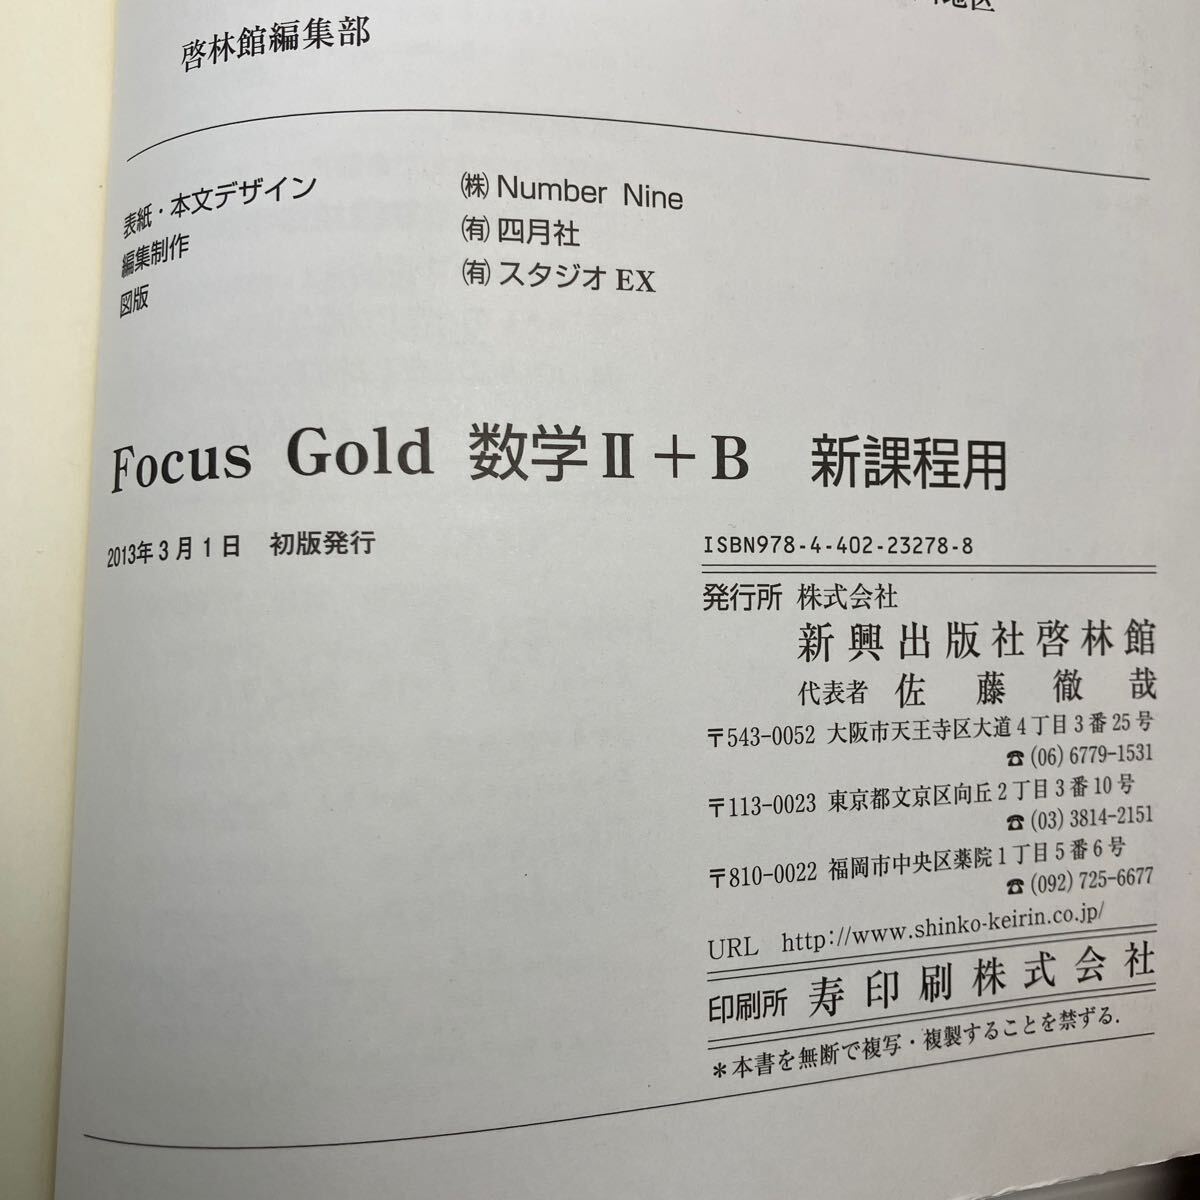 地区
啓林館編集部
表紙・本文デザイン ㈱ Number Nine
編集制作 ㈲ 四月社
図版 ㈲ スタジオ EX
Focus Gold 数学Ⅱ+B 新課程用
2013年3月1日 初版発行
ISBN978-4-402-23278-8
発行所 株式会社
新興出版社啓林館
代表者 佐藤徹哉
〒543-0052 大阪市天王寺区大道4丁目3番25号
☎(06)6779-1531
〒113-0023 東京都文京区向丘2丁目3番10号
☎(03)3814-2151
〒810-0022 福岡市中央区薬院1丁目5番6号
☎(092)725-6677
URL http://www.shinko-keirin.co.jp/
印刷所 寿印刷株式会社
*本書を無断で複写・複製することを禁ずる.